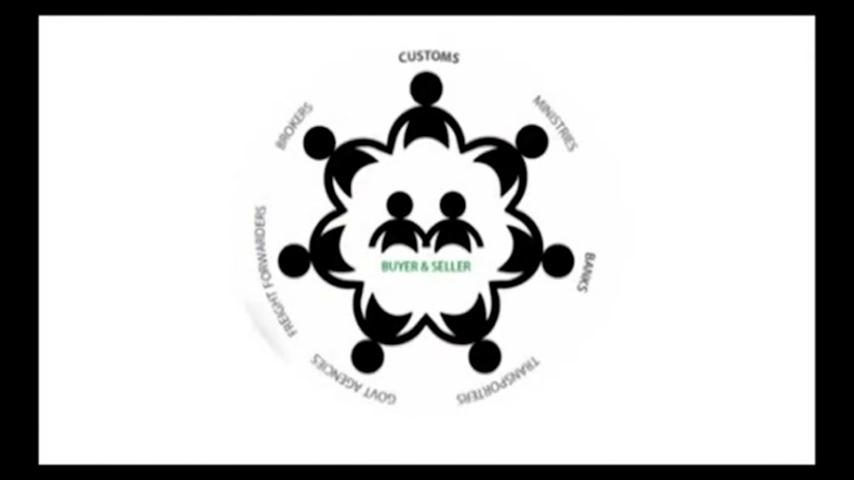 CUSTOMS
MINISTRIES
BANKS
TRANSPORTERS
GOVT AGENCIES
FREIGHT FORWARDERS
BROKERS
BUYER & SELLER